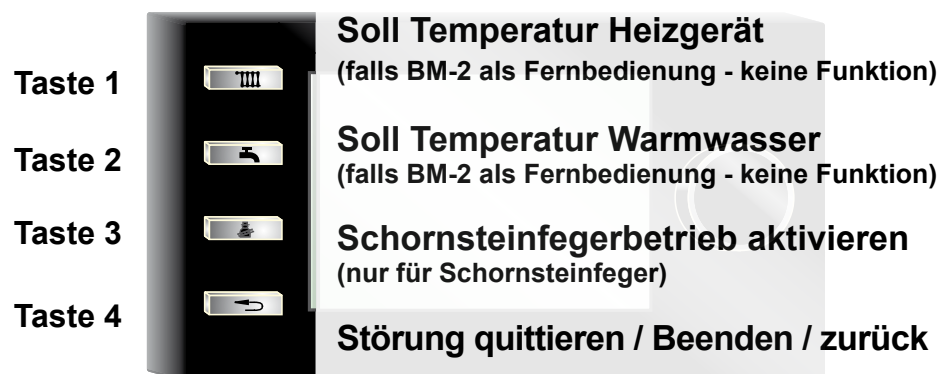 Soll Temperatur Heizgerät
Taste 1
(falls BM-2 als Fernbedienung - keine Funktion)
Soll Temperatur Warmwasser
Taste 2
(falls BM-2 als Fernbedienung - keine Funktion)
Taste 3
Schornsteinfegerbetrieb aktivieren
(nur für Schornsteinfeger)
Taste 4
Störung quittieren / Beenden / zurück